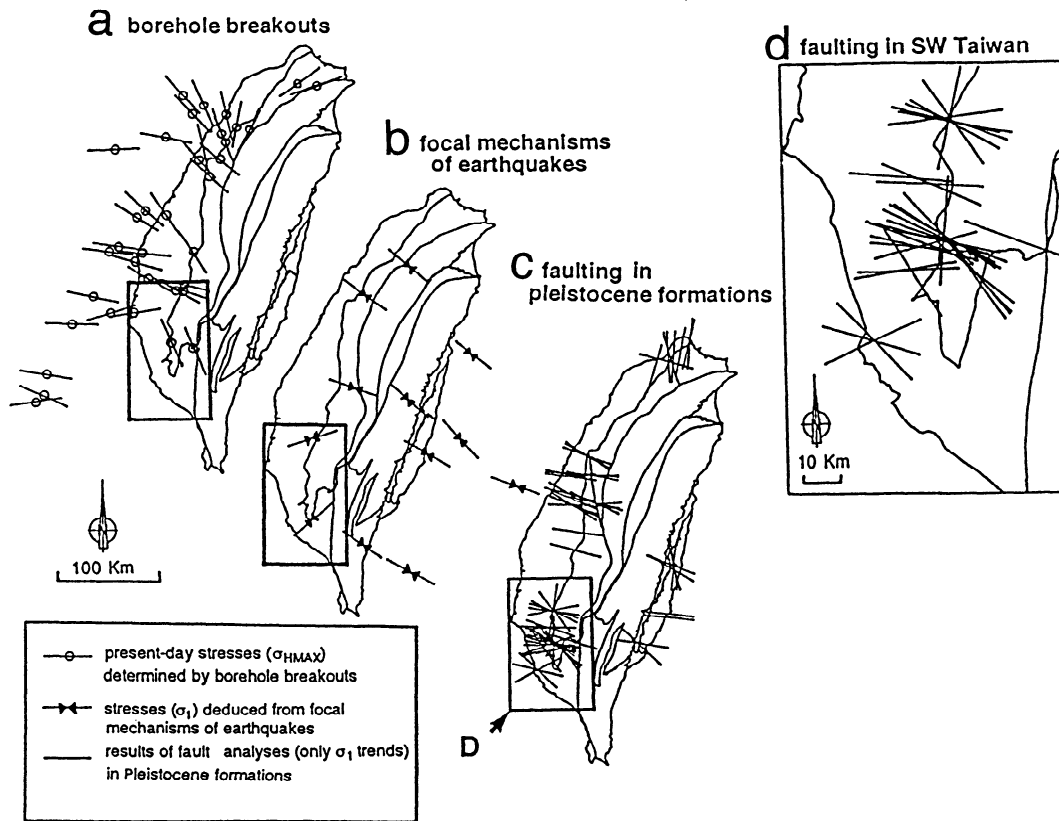 a borehole breakouts
b focal mechanisms
of earthquakes
c faulting in
pleistocene formations
d faulting in SW Taiwan
10 Km
100 Km
D
present-day stresses (σHMAX)
determined by borehole breakouts
stresses (σ1) deduced from focal
mechanisms of earthquakes
results of fault analyses (only σ1 trends)
in Pleistocene formations